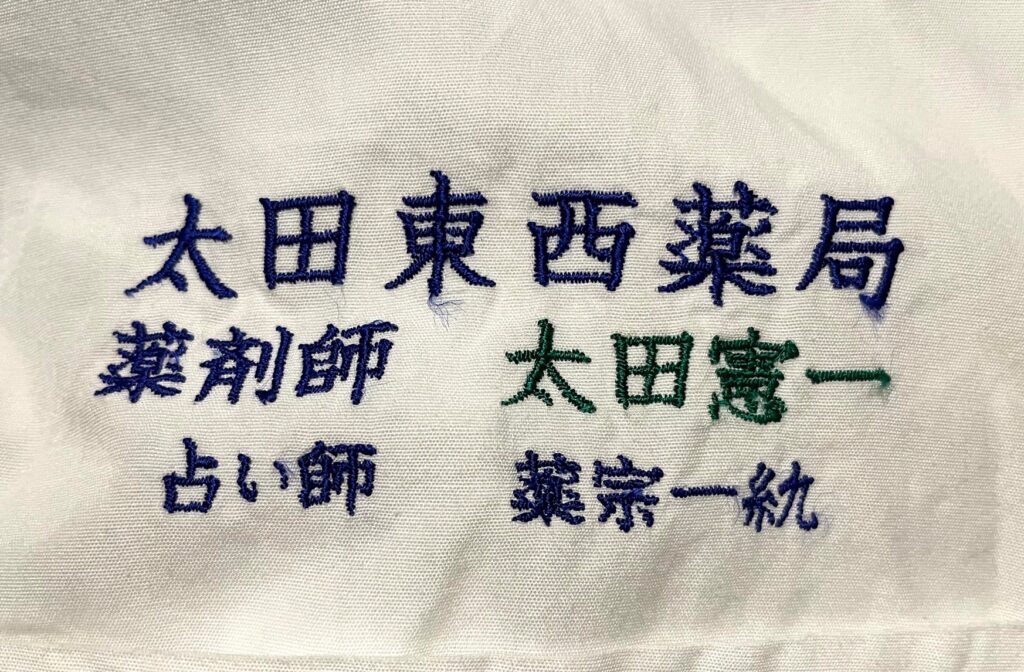 太田東西薬局
薬剤師 太田憲一
占い師 薬宗一紈